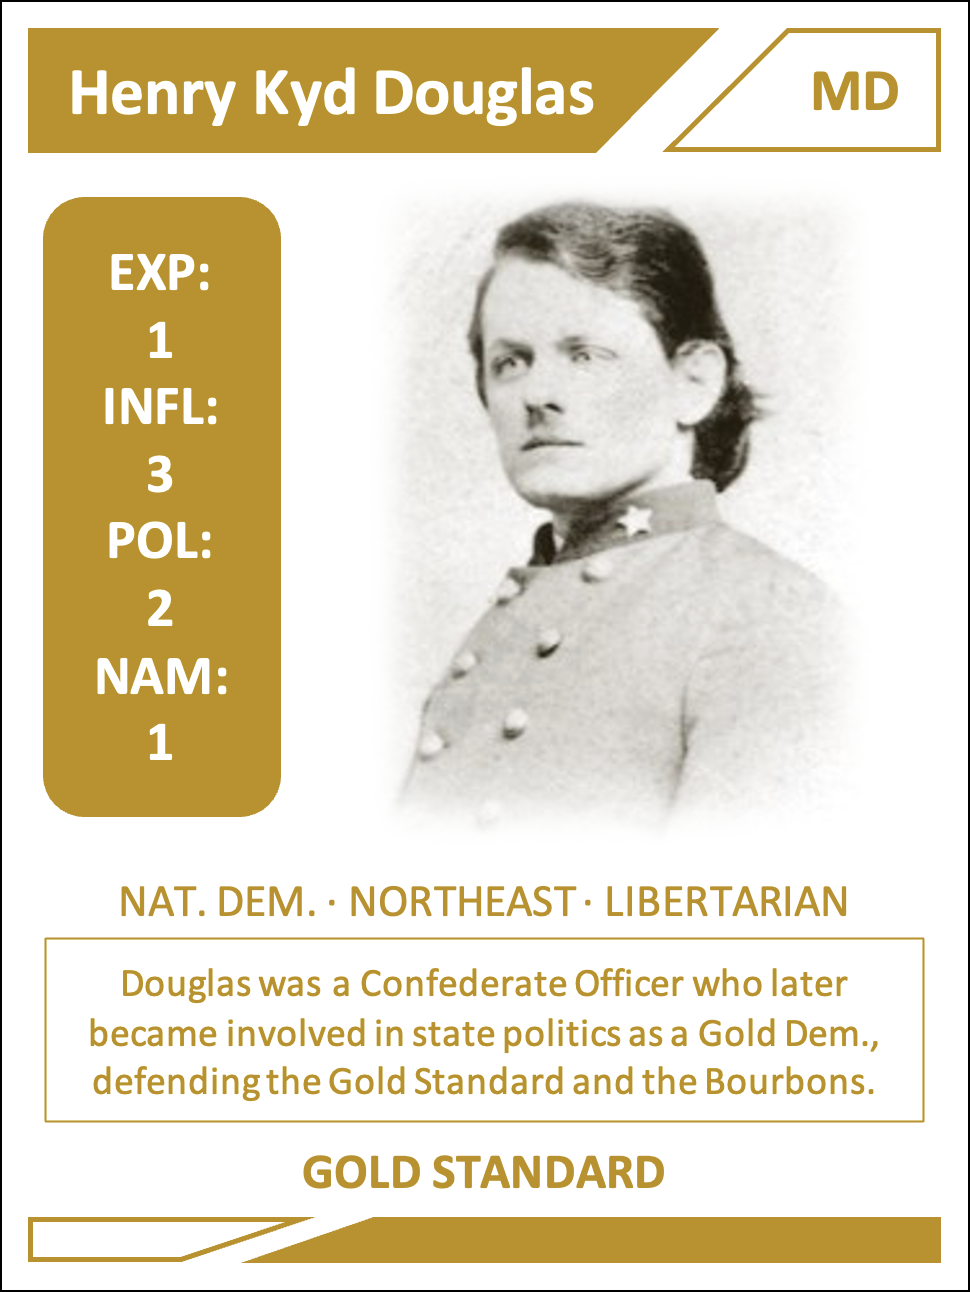 Henry Kyd Douglas
MD
EXP:
1
INFL:
3
POL:
2
NAM:
1
NAT. DEM. · NORTHEAST · LIBERTARIAN
Douglas was a Confederate Officer who later
became involved in state politics as a Gold Dem.,
defending the Gold Standard and the Bourbons.
GOLD STANDARD